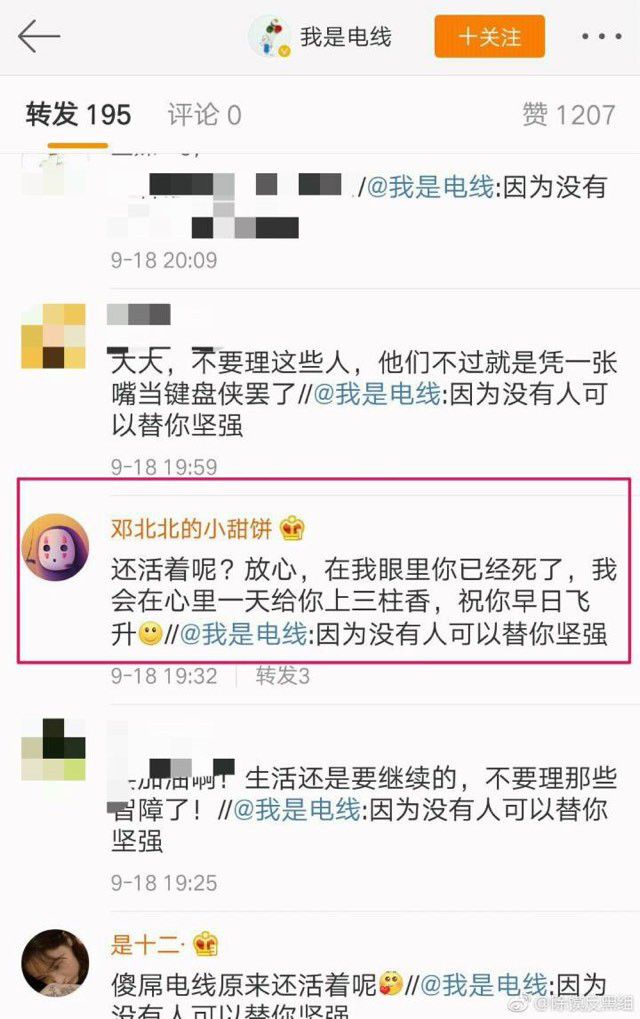 我是电线
十关注
转发 195 评论 0 赞 1207
//@我是电线:因为没有
9-18 20:09
大大，不要理这些人，他们不过就是凭一张
嘴当键盘侠罢了//@我是电线:因为没有人可
以替你坚强
9-18 19:59
邓北北的小甜饼
还活着呢？放心，在我眼里你已经死了，我
会在心里一天给你上三柱香，祝你早日飞
升//@我是电线:因为没有人可以替你坚强
9-18 19:32 转发3
加油啊！生活还是要继续的，不要理那些
智障了！//@我是电线:因为没有人可以替你
坚强
9-18 19:25
是十二·
傻屌电线原来还活着呢//@我是电线:因为
没有人可以替你坚强